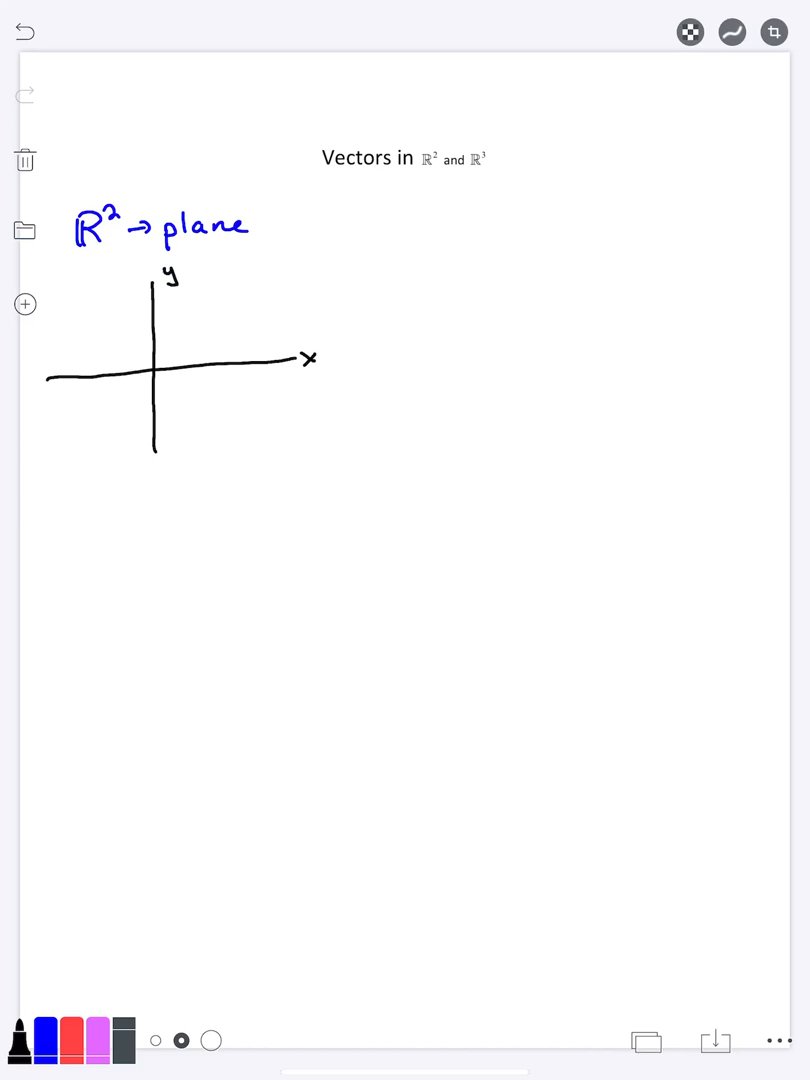 Vectors in ℝ² and ℝ³
ℝ² → plane
y
x